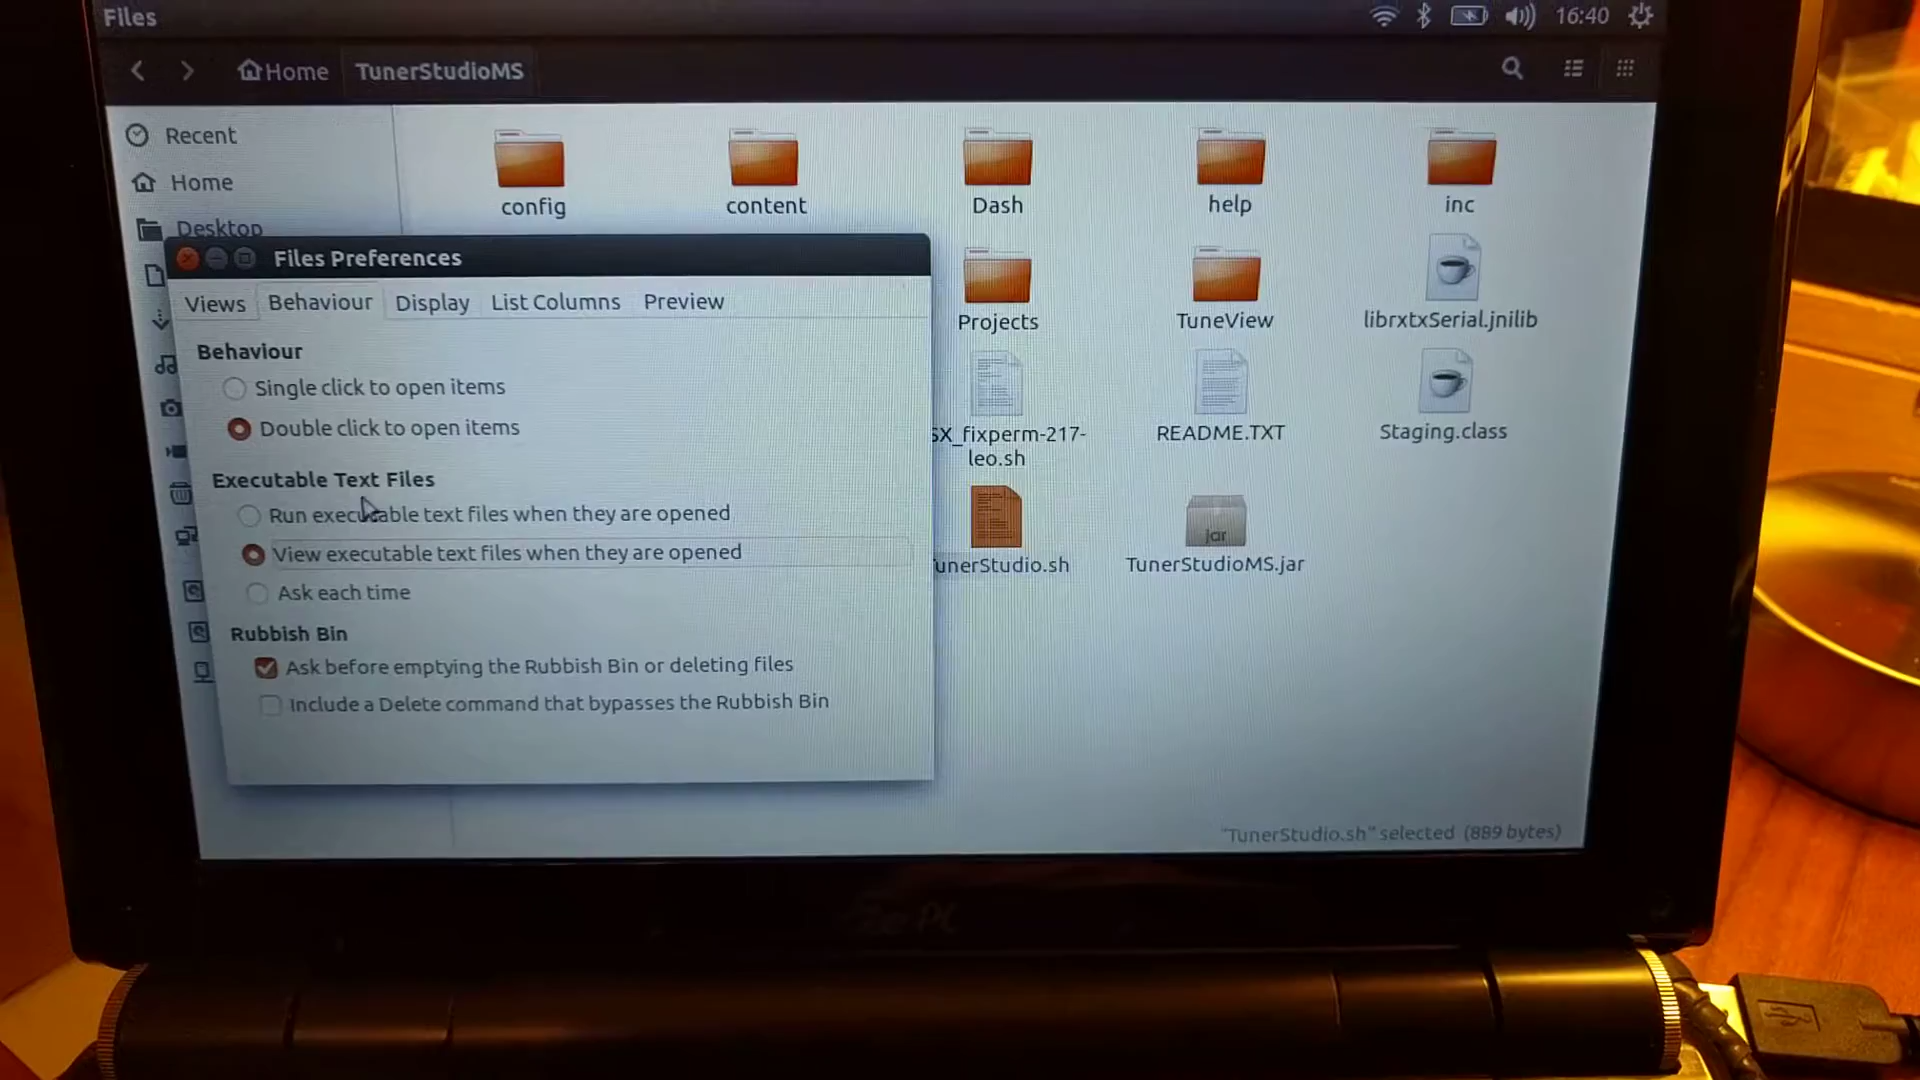 Files
16:40
Home
TunerStudioMS
Recent
Home
Desktop
config
content
Dash
help
inc
Files Preferences
Views
Behaviour
Display
List Columns
Preview
Projects
TuneView
librxtxSerial.jnilib
Behaviour
Single click to open items
Double click to open items
SX_fixperm-217-
leo.sh
README.TXT
Staging.class
Executable Text Files
Run executable text files when they are opened
View executable text files when they are opened
Ask each time
jar
unerStudio.sh
TunerStudioMS.jar
Rubbish Bin
Ask before emptying the Rubbish Bin or deleting files
Include a Delete command that bypasses the Rubbish Bin
"TunerStudio.sh" selected (889 bytes)
Eee PC